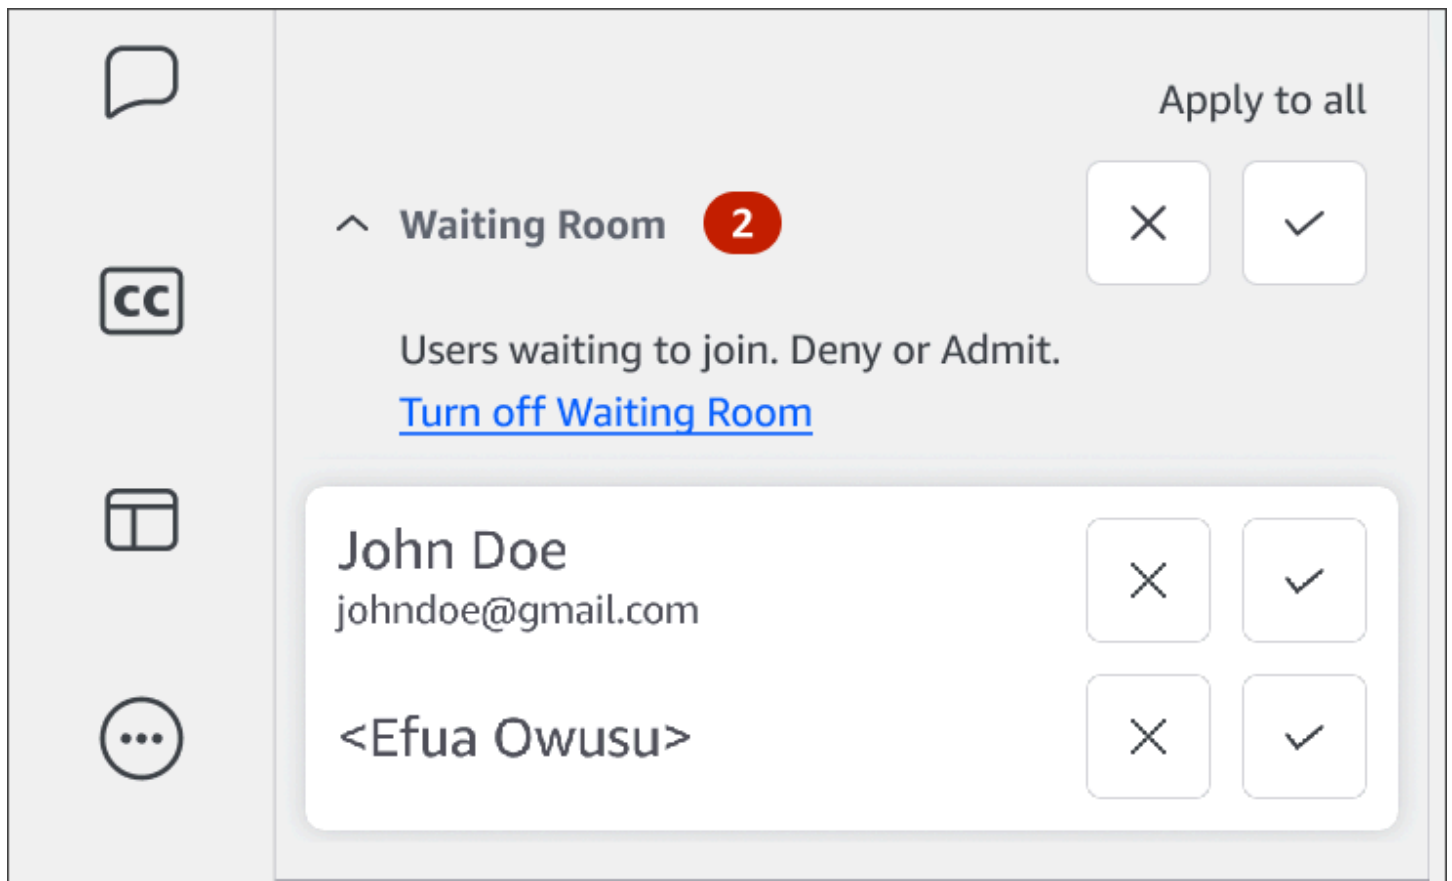 Apply to all
Waiting Room 2
CC
Users waiting to join. Deny or Admit.
Turn off Waiting Room
John Doe
johndoe@gmail.com
<Efua Owusu>